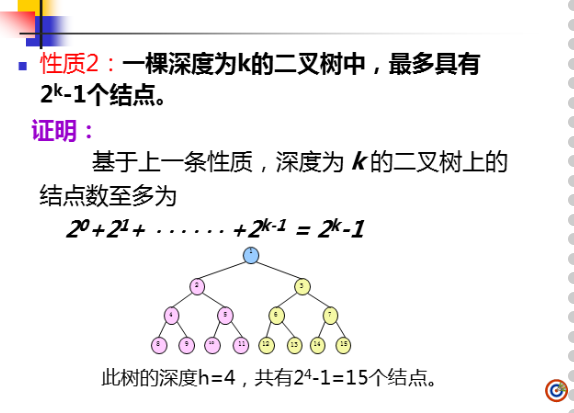 性质2：一棵深度为k的二叉树中，最多具有
2ᵏ-1个结点。
证明：
基于上一条性质，深度为 k 的二叉树上的
结点数至多为
2⁰+2¹+ · · · · · · +2ᵏ⁻¹ = 2ᵏ-1
1
2 3
4 5 6 7
8 9 10 11 12 13 14 15
此树的深度h=4，共有2⁴-1=15个结点。